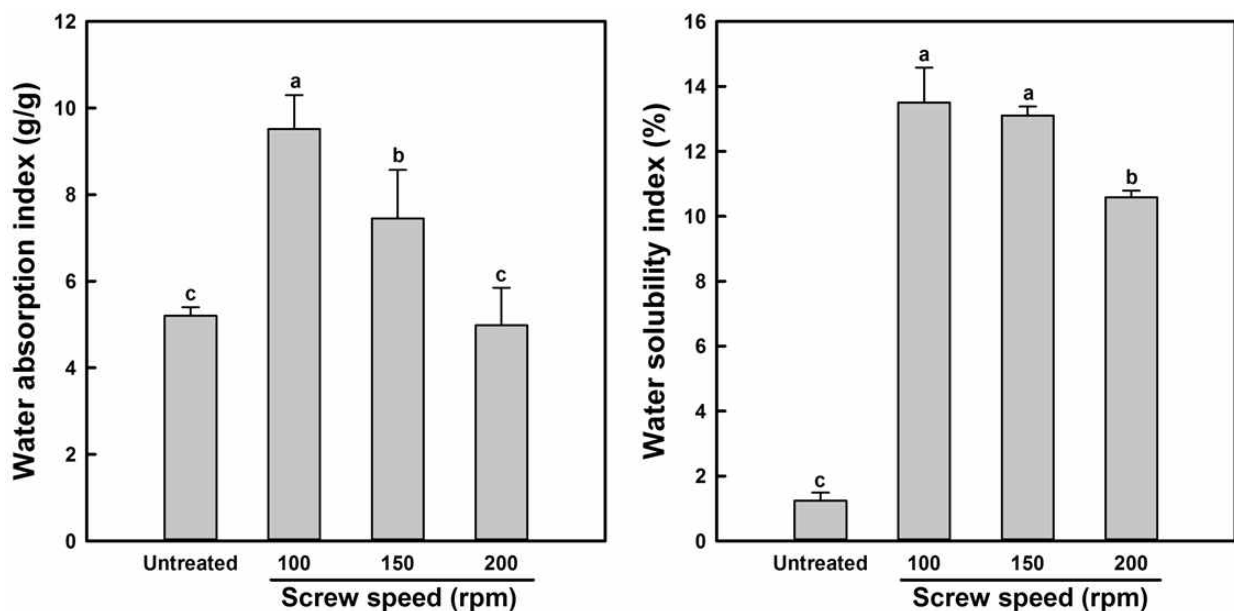 Water absorption index (g/g)
12
10
8
6
4
2
0
c
a
b
c
Untreated 100 150 200
Screw speed (rpm)
Water solubility index (%)
16
14
12
10
8
6
4
2
0
c
a
a
b
Untreated 100 150 200
Screw speed (rpm)